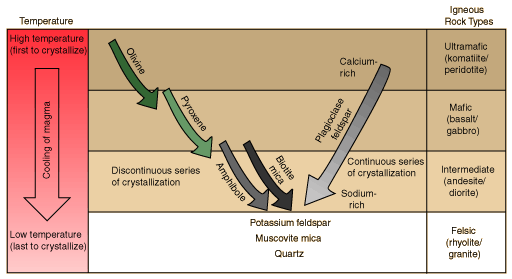 Temperature
Igneous
Rock Types
High temperature
(first to crystallize)
Cooling of magma
Low temperature
(last to crystallize)
Olivine
Pyroxene
Amphibole
Biotite
mica
Plagioclase
feldspar
Calcium-
rich
Sodium-
rich
Discontinuous series
of crystallization
Continuous series
of crystallization
Potassium feldspar
Muscovite mica
Quartz
Ultramafic
(komatiite/
peridotite)
Mafic
(basalt/
gabbro)
Intermediate
(andesite/
diorite)
Felsic
(rhyolite/
granite)